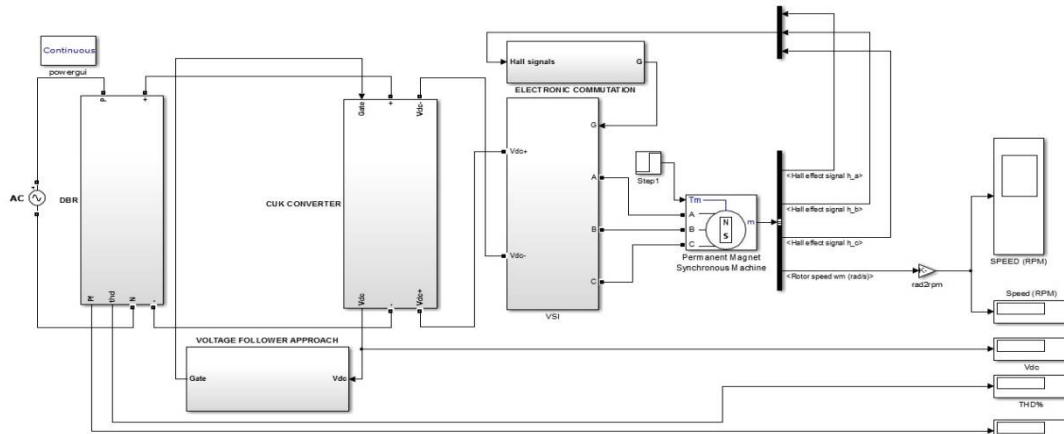 Continuous
powergui
AC
DBR
P
+
Pf
thd
N
-
CUK CONVERTER
Gate
+
Vdc-
Vdc
-
Vdc+
VOLTAGE FOLLOWER APPROACH
Gate
Vdc
Hall signals
G
ELECTRONIC COMMUTATION
Vdc+
Vdc-
G
A
B
C
VSI
Step1
Tm
A
B
C
N
S
m
Permanent Magnet
Synchronous Machine
<Hall effect signal h_a>
<Hall effect signal h_b>
<Hall effect signal h_c>
<Rotor speed wm (rad/s)>
rad2rpm
SPEED (RPM)
Speed (RPM)
Vdc
THD%